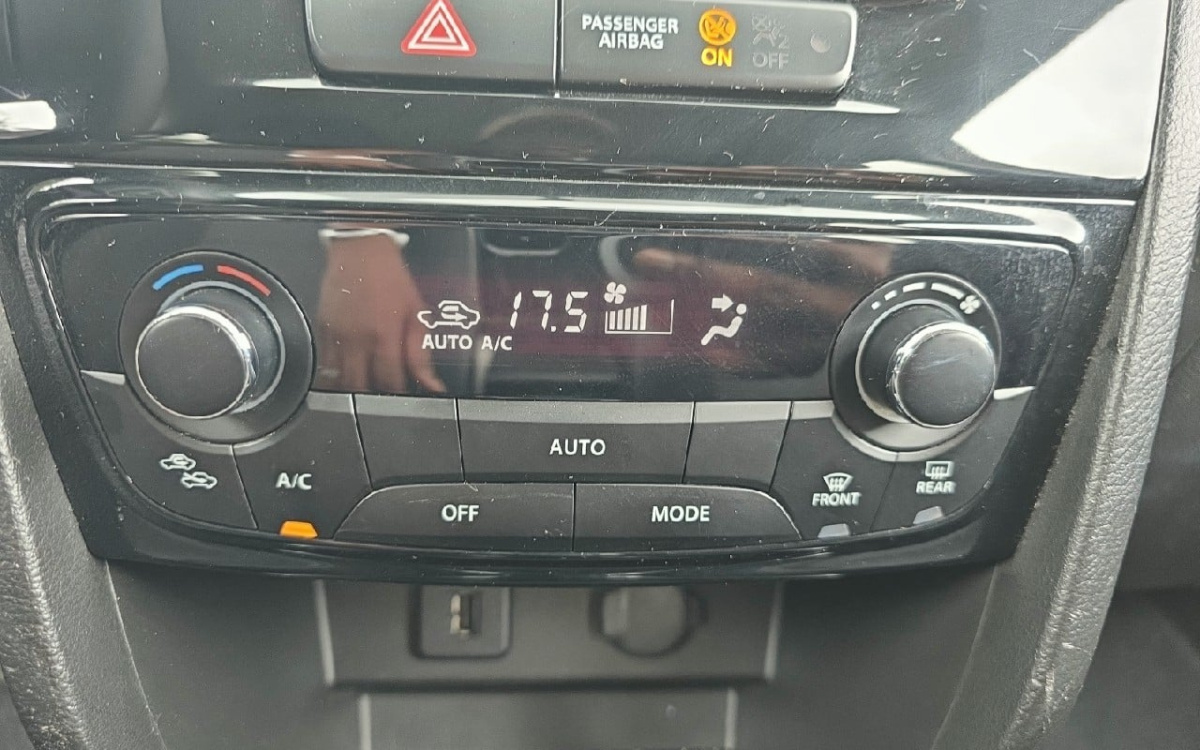 PASSENGER
AIRBAG
ON
OFF
17.5
AUTO A/C
AUTO
A/C
OFF
MODE
FRONT
REAR